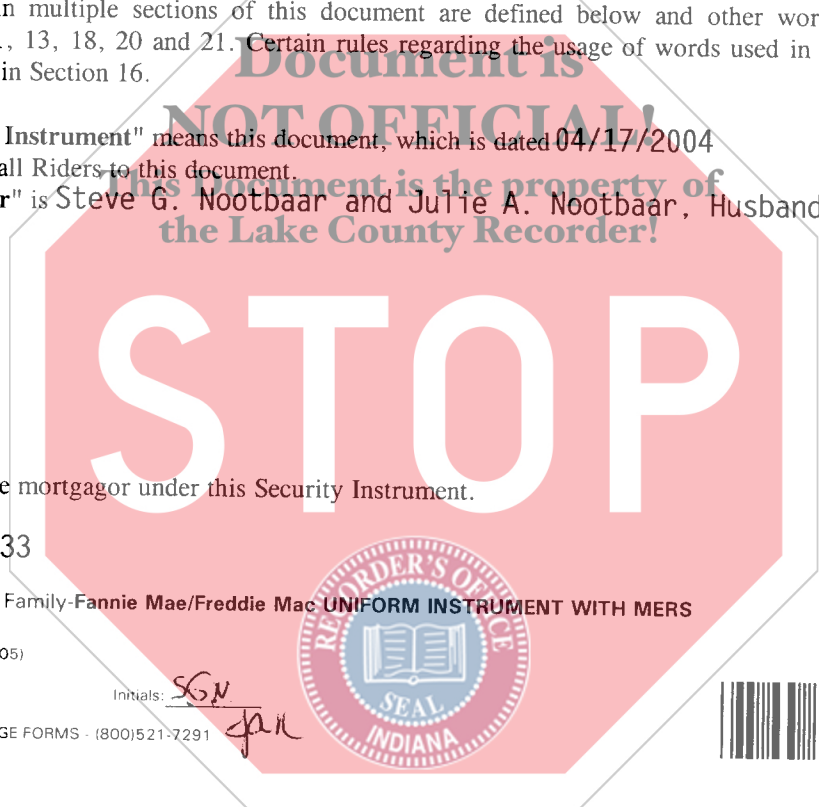 n multiple sections of this document are defined below and other wor
., 13, 18, 20 and 21. Certain rules regarding the usage of words used in
in Section 16.
Document is
NOT OFFICIAL!
This Document is the property of
the Lake County Recorder!
Instrument" means this document, which is dated 04/17/2004
all Riders to this document.
r" is Steve G. Nootbaar and Julie A. Nootbaar, Husband
STOP
e mortgagor under this Security Instrument.
33
Family-Fannie Mae/Freddie Mac UNIFORM INSTRUMENT WITH MERS
05)
Initials: SGN
GE FORMS - (800)521-7291 JAN
RECORDER'S OFFICE
SEAL
INDIANA